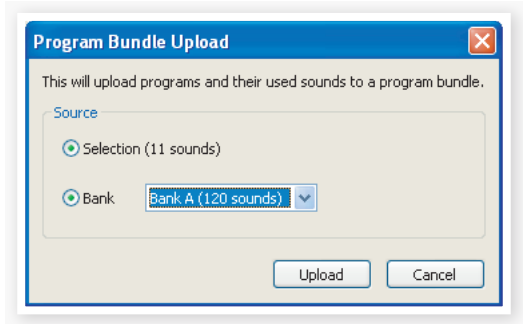 Program Bundle Upload
This will upload programs and their used sounds to a program bundle.
Source
Selection (11 sounds)
Bank Bank A (120 sounds)
Upload Cancel